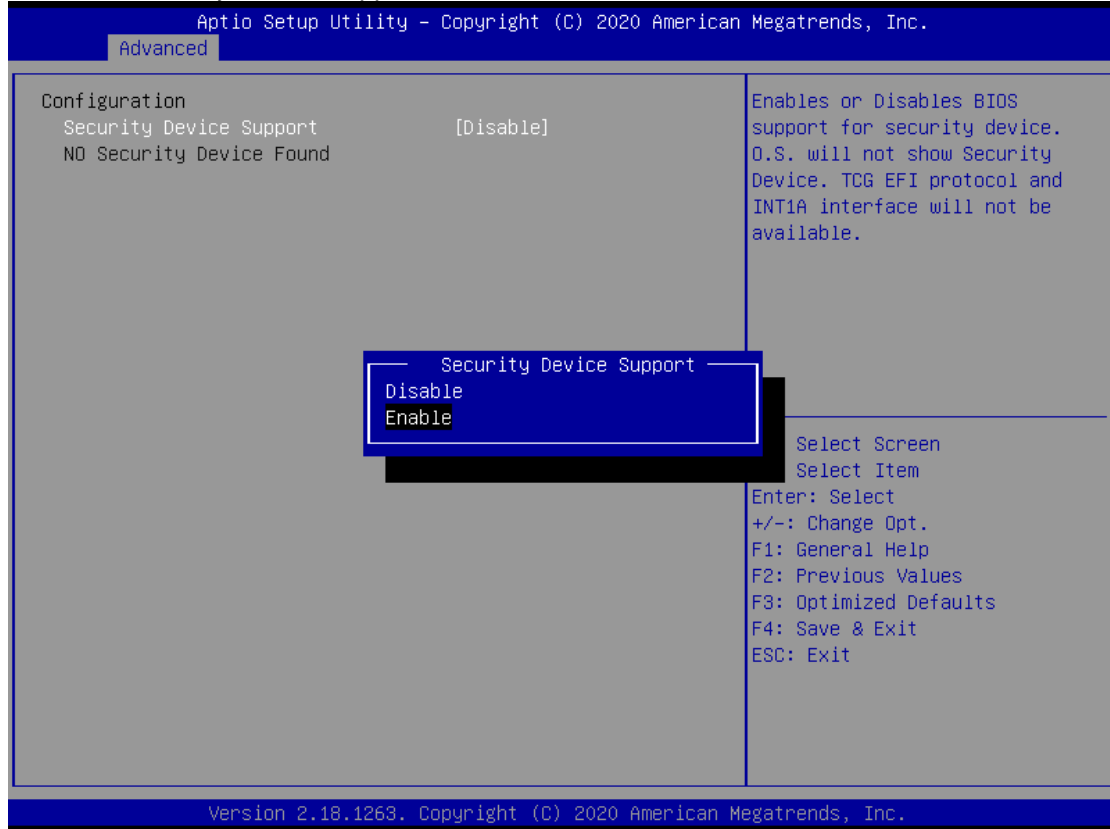 Aptio Setup Utility – Copyright (C) 2020 American Megatrends, Inc.
Advanced
Configuration
Security Device Support [Disable]
NO Security Device Found
Enables or Disables BIOS
support for security device.
O.S. will not show Security
Device. TCG EFI protocol and
INT1A interface will not be
available.
Security Device Support
Disable
Enable
Select Screen
Select Item
Enter: Select
+/-: Change Opt.
F1: General Help
F2: Previous Values
F3: Optimized Defaults
F4: Save & Exit
ESC: Exit
Version 2.18.1263. Copyright (C) 2020 American Megatrends, Inc.